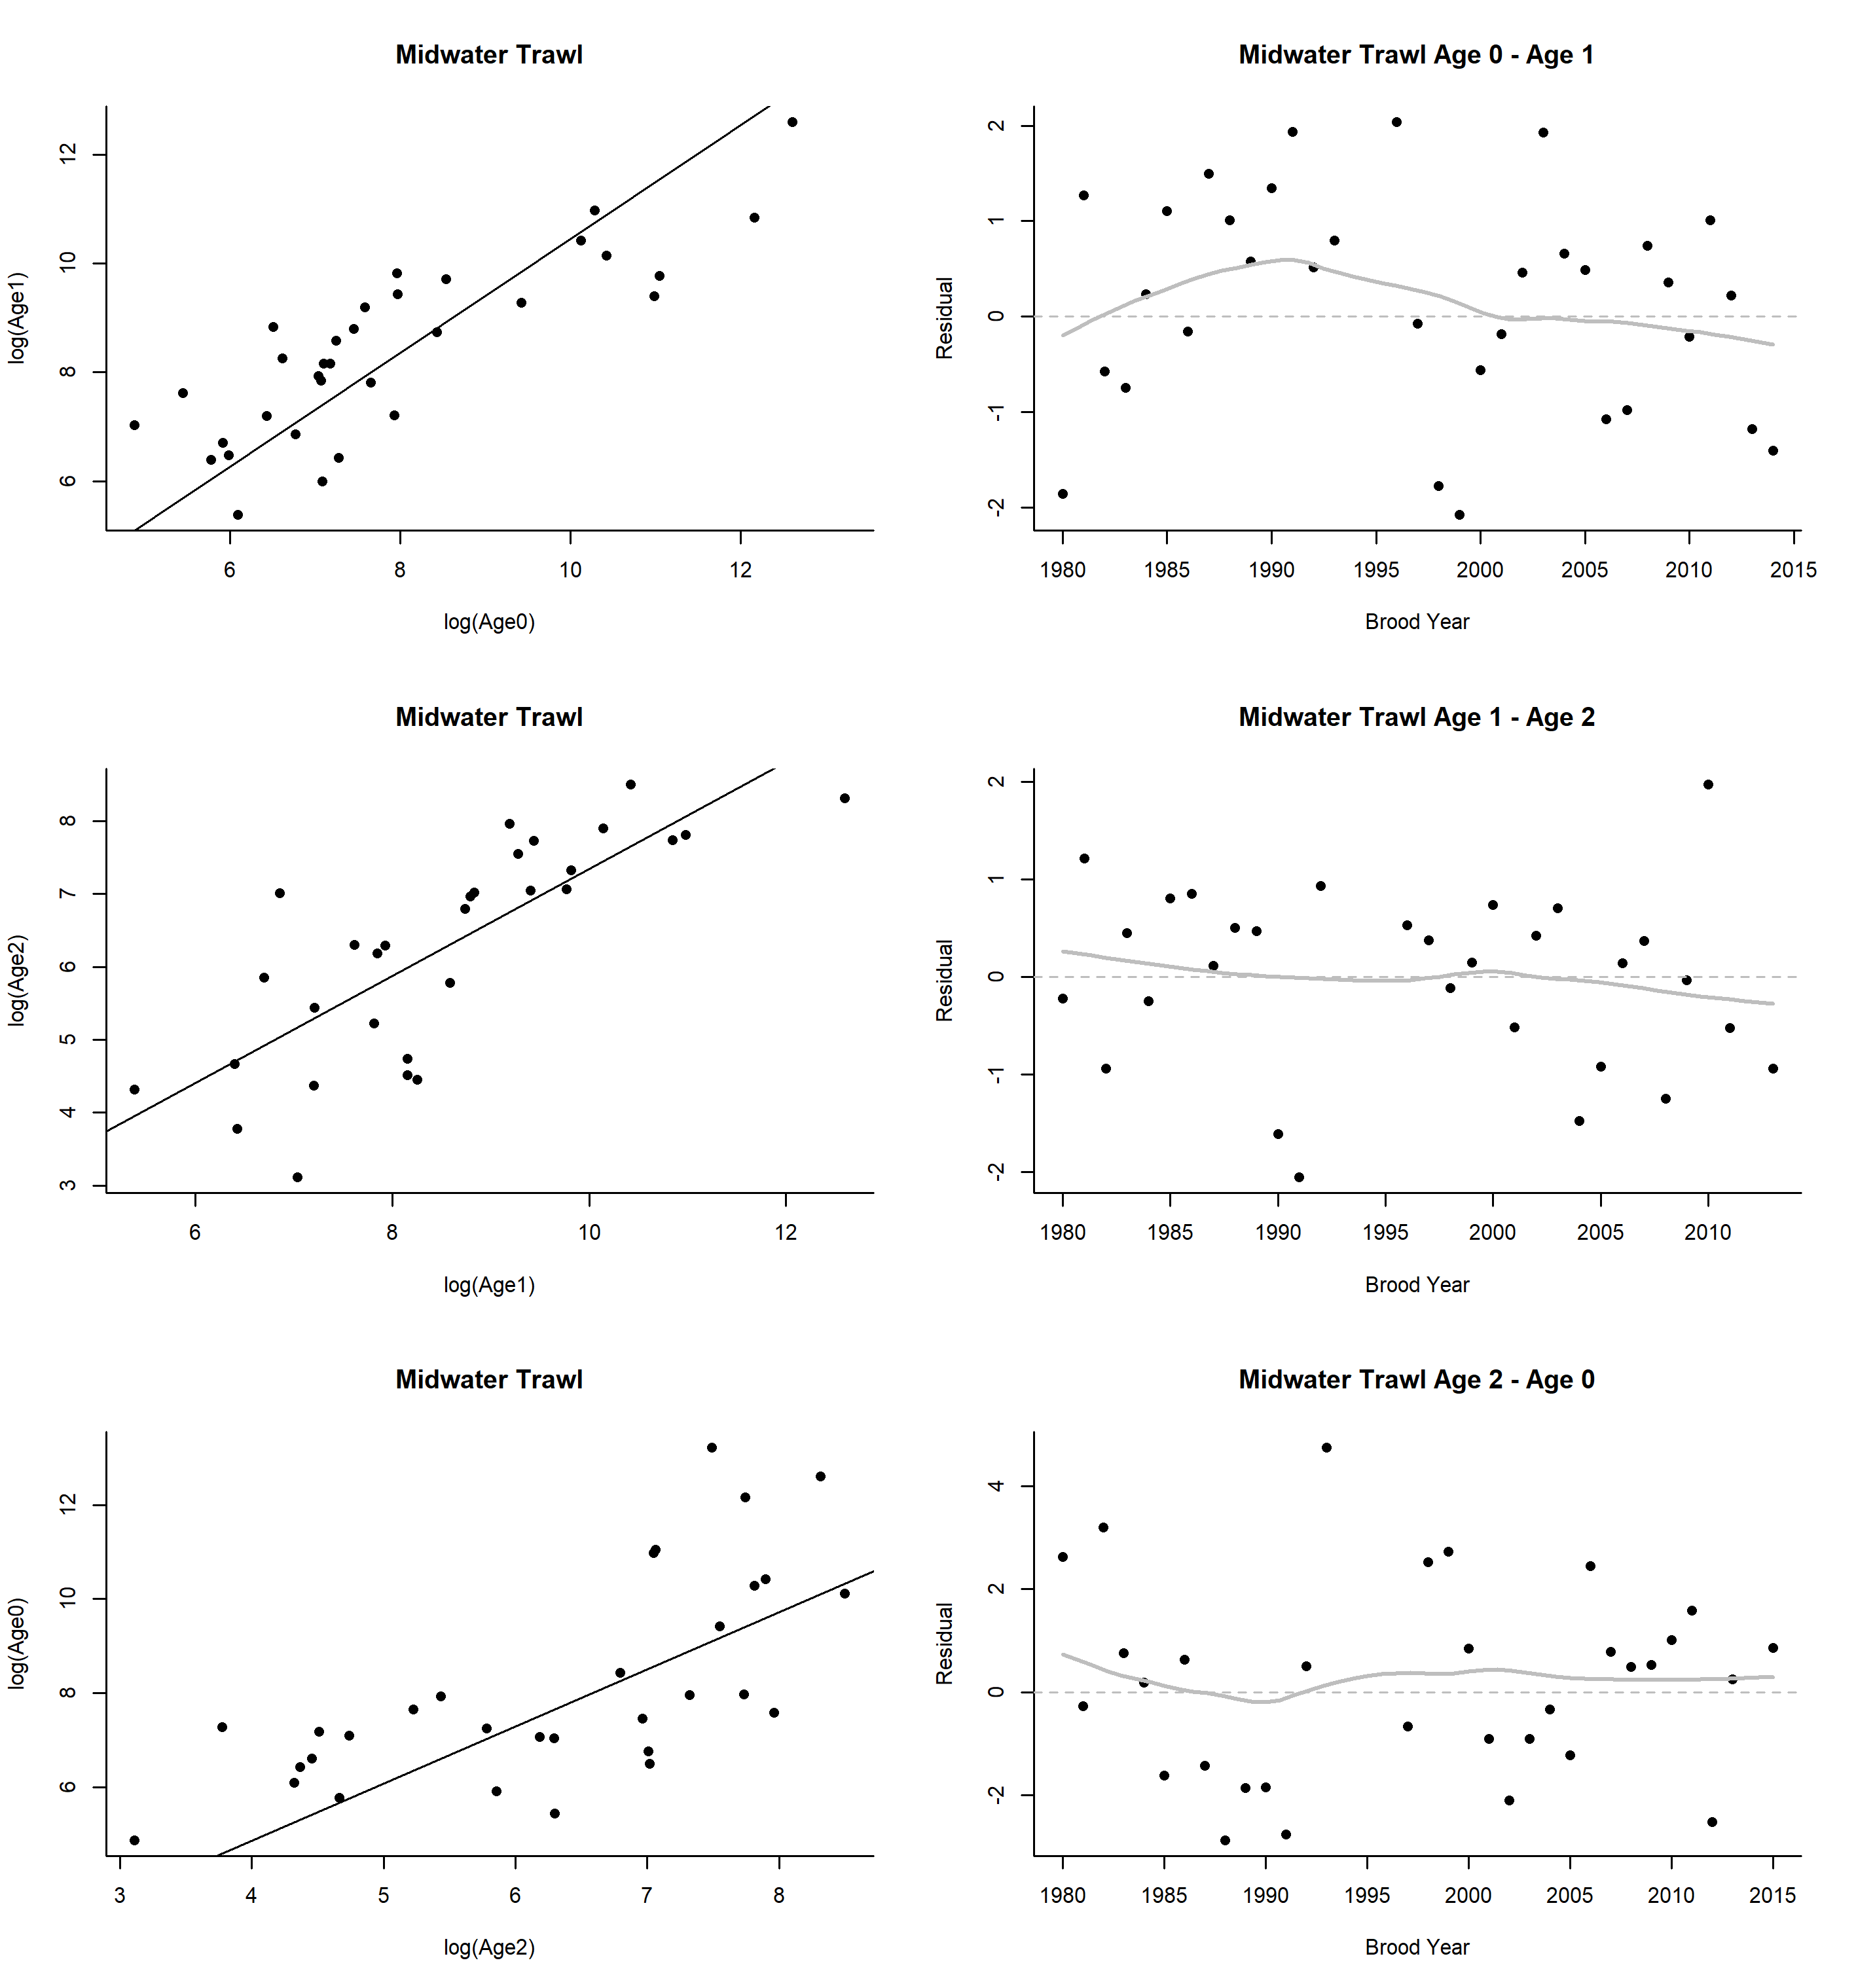 Midwater Trawl
Midwater Trawl Age 0 - Age 1
log(Age1)
12
10
8
6
6 8 10 12
log(Age0)
Residual
2
1
0
-1
-2
1980 1985 1990 1995 2000 2005 2010 2015
Brood Year
Midwater Trawl
Midwater Trawl Age 1 - Age 2
log(Age2)
8
7
6
5
4
3
6 8 10 12
log(Age1)
Residual
2
1
0
-1
-2
1980 1985 1990 1995 2000 2005 2010
Brood Year
Midwater Trawl
Midwater Trawl Age 2 - Age 0
log(Age0)
12
10
8
6
3 4 5 6 7 8
log(Age2)
Residual
4
2
0
-2
1980 1985 1990 1995 2000 2005 2010 2015
Brood Year